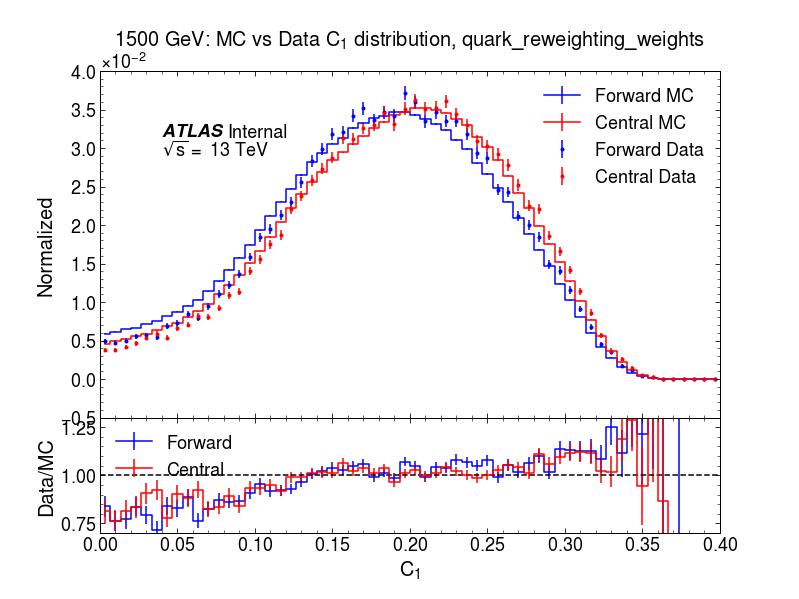 1500 GeV: MC vs Data C₁ distribution, quark_reweighting_weights
×10⁻²
4.0
3.5
3.0
2.5
2.0
1.5
1.0
0.5
0.0
−0.5
Normalized
ATLAS Internal
√s = 13 TeV
Forward MC
Central MC
Forward Data
Central Data
1.25
1.00
0.75
Data/MC
Forward
Central
0.00 0.05 0.10 0.15 0.20 0.25 0.30 0.35 0.40
C₁